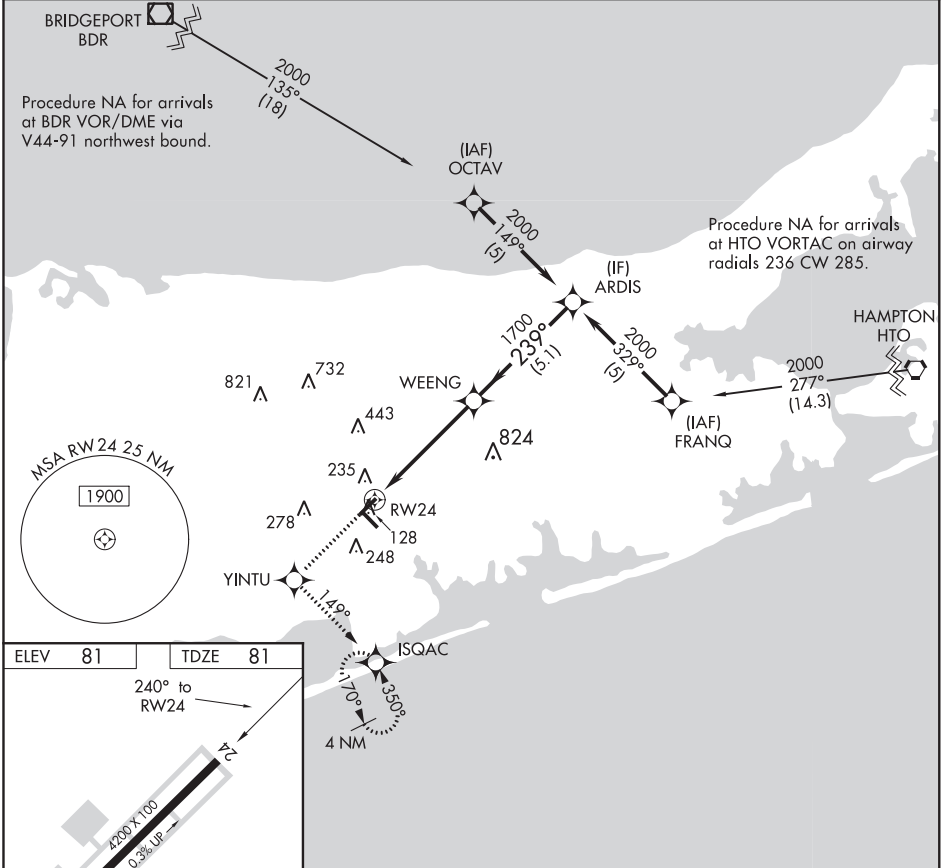 BRIDGEPORT
BDR
2000
135°
(18)
Procedure NA for arrivals
at BDR VOR/DME via
V44-91 northwest bound.
(IAF)
OCTAV
2000
149°
(5)
Procedure NA for arrivals
at HTO VORTAC on airway
radials 236 CW 285.
(IF)
ARDIS
HAMPTON
HTO
1700
239°
(5.1)
2000
329°
(5)
2000
277°
(14.3)
821
732
WEENG
443
(IAF)
FRANQ
824
MSA RW24 25 NM
1900
235
RW24
278
128
248
YINTU
149°
ISQAC
170°
350°
4 NM
ELEV 81
TDZE 81
240° to
RW24
24
4200 X 100
0.3% UP